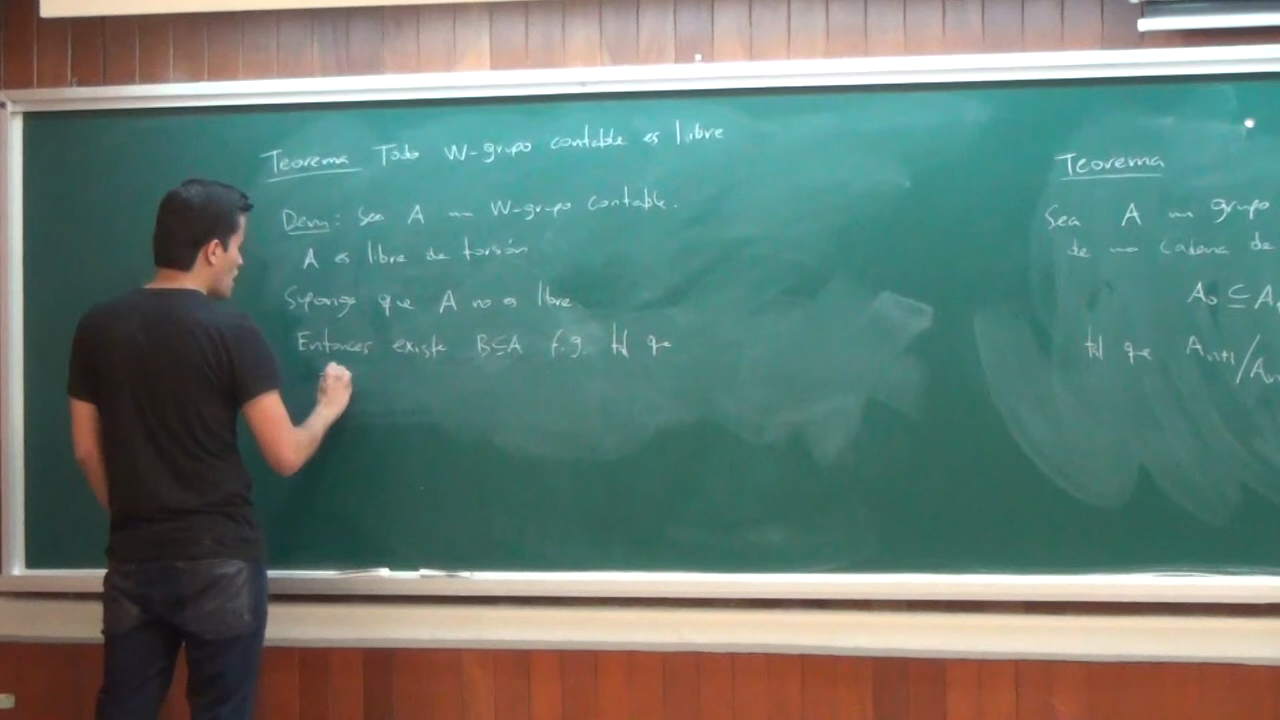 Teorema Todo W-grupo contable es libre
Dem: Sea A un W-grupo contable.
A es libre de torsión
Supongo que A no es libre
Entonces existe B⊆A f.g. tal que
Teorema
Sea A un grupo
de una cadena de
A₀ ⊆ A
tal que Aₙ₊₁/Aₙ